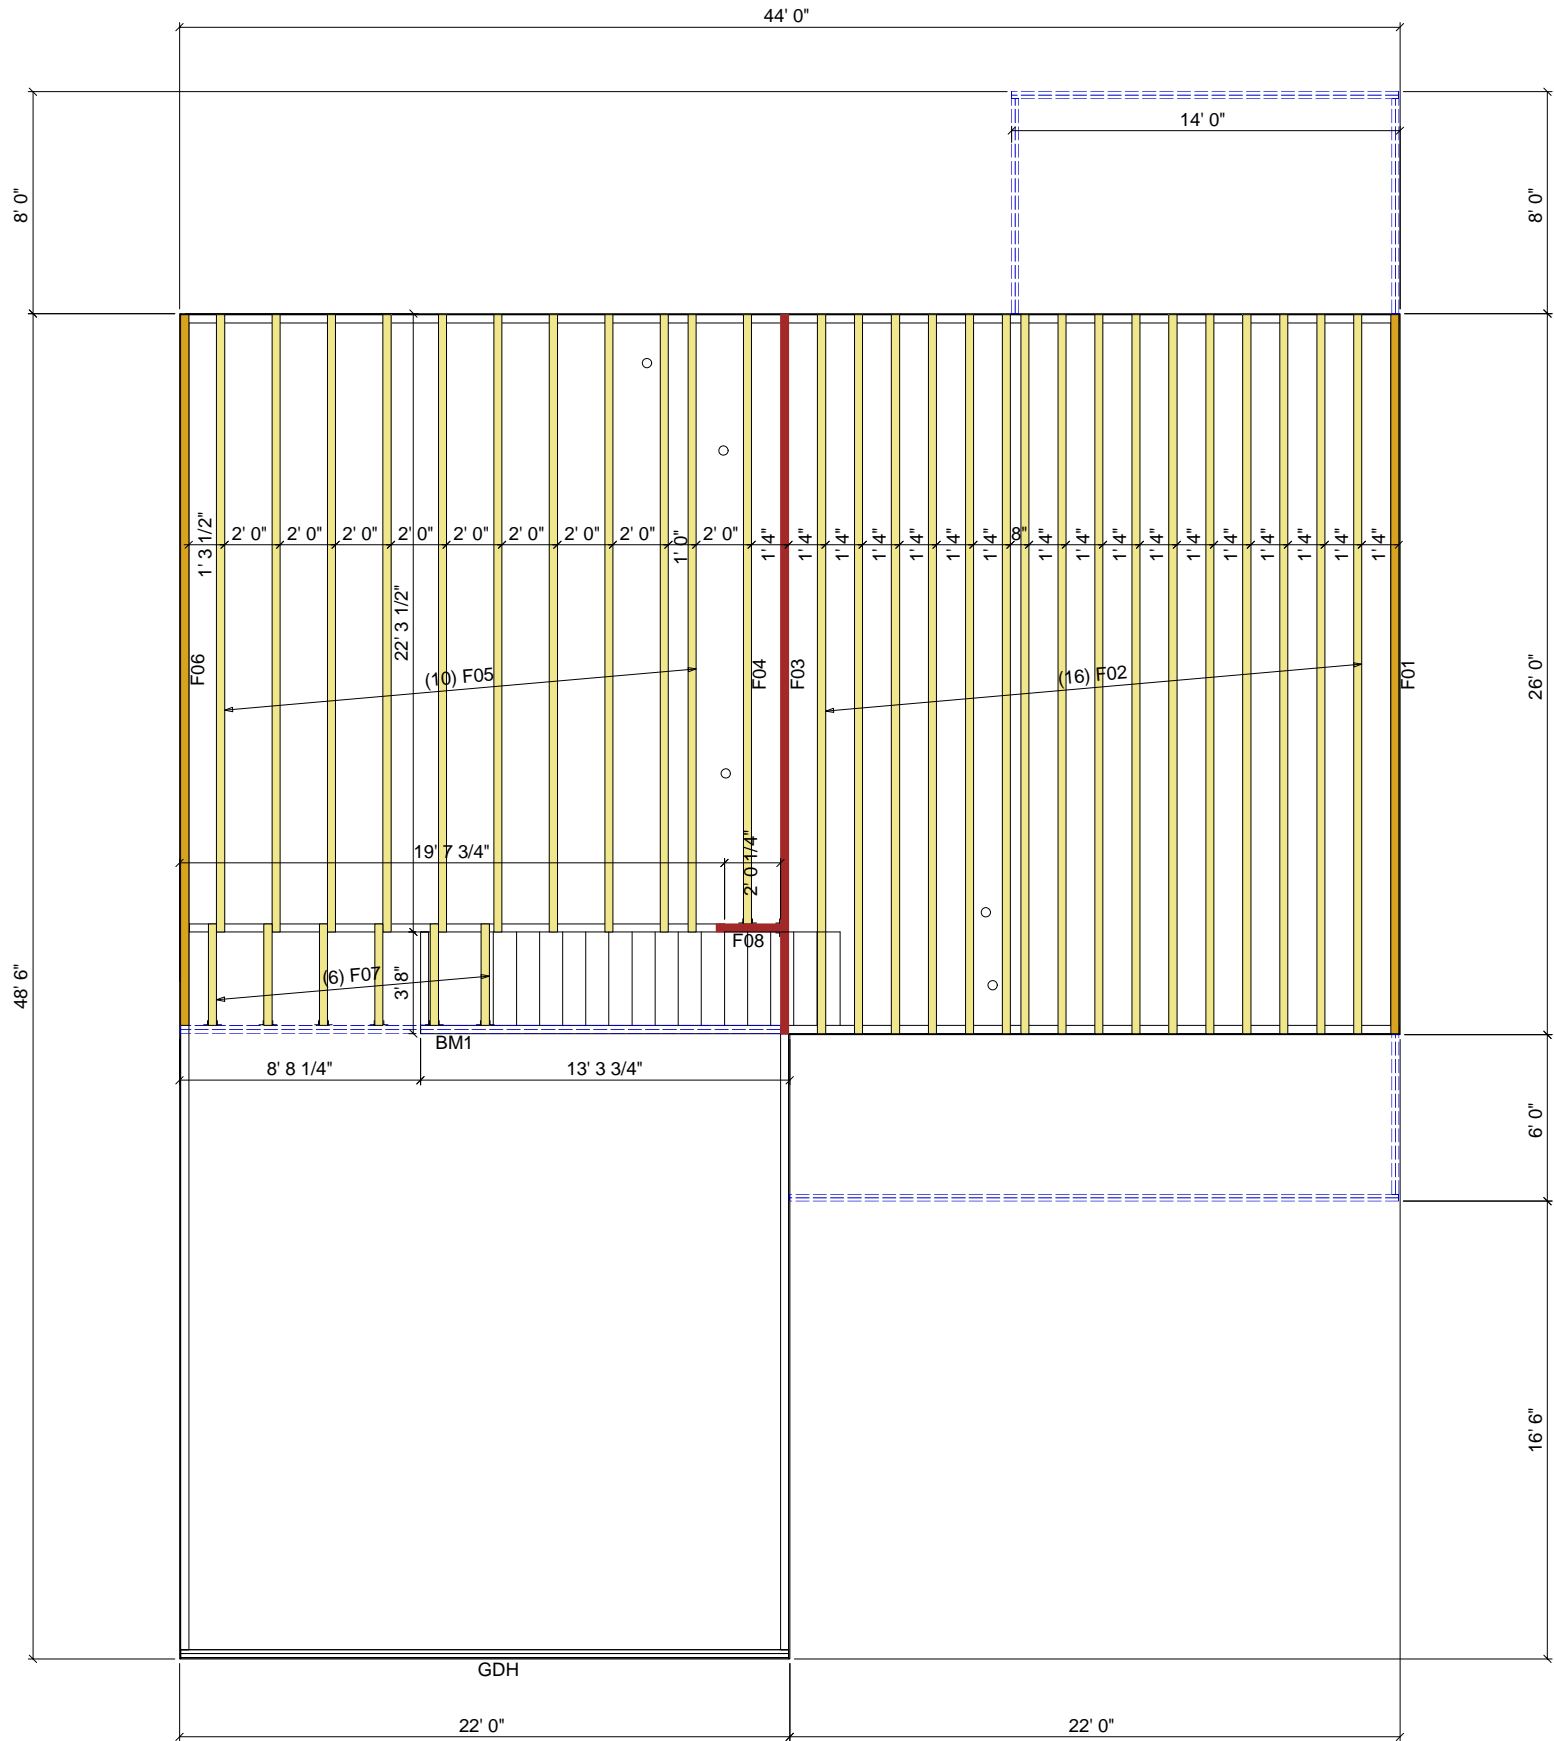 44' 0"
14' 0"
8' 0"
8' 0"
1' 3 1/2"
2' 0"
2' 0"
2' 0"
2' 0"
2' 0"
2' 0"
2' 0"
2' 0"
1' 0"
2' 0"
1' 4"
1' 4"
1' 4"
1' 4"
1' 4"
1' 4"
1' 4"
8"
1' 4"
1' 4"
1' 4"
1' 4"
1' 4"
1' 4"
1' 4"
1' 4"
1' 4"
1' 4"
22' 3 1/2"
F06
(10) F05
F04
F03
(16) F02
F01
26' 0"
19' 7 3/4"
2' 0 1/4"
F08
48' 6"
(6) F07
3' 8"
BM1
8' 8 1/4"
13' 3 3/4"
6' 0"
16' 6"
GDH
22' 0"
22' 0"